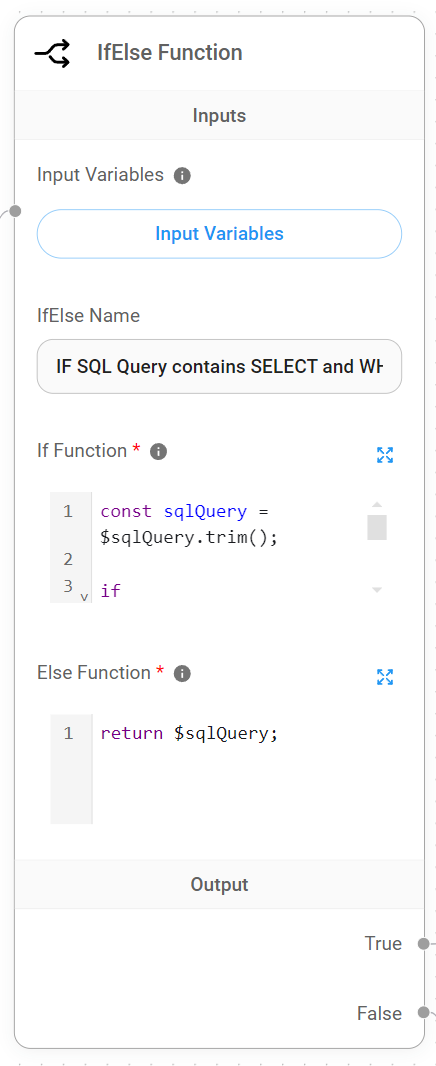 IfElse Function
Inputs
Input Variables
Input Variables
IfElse Name
IF SQL Query contains SELECT and WH
If Function *
1 const sqlQuery =
$sqlQuery.trim();
2
3 if
Else Function *
1 return $sqlQuery;
Output
True
False